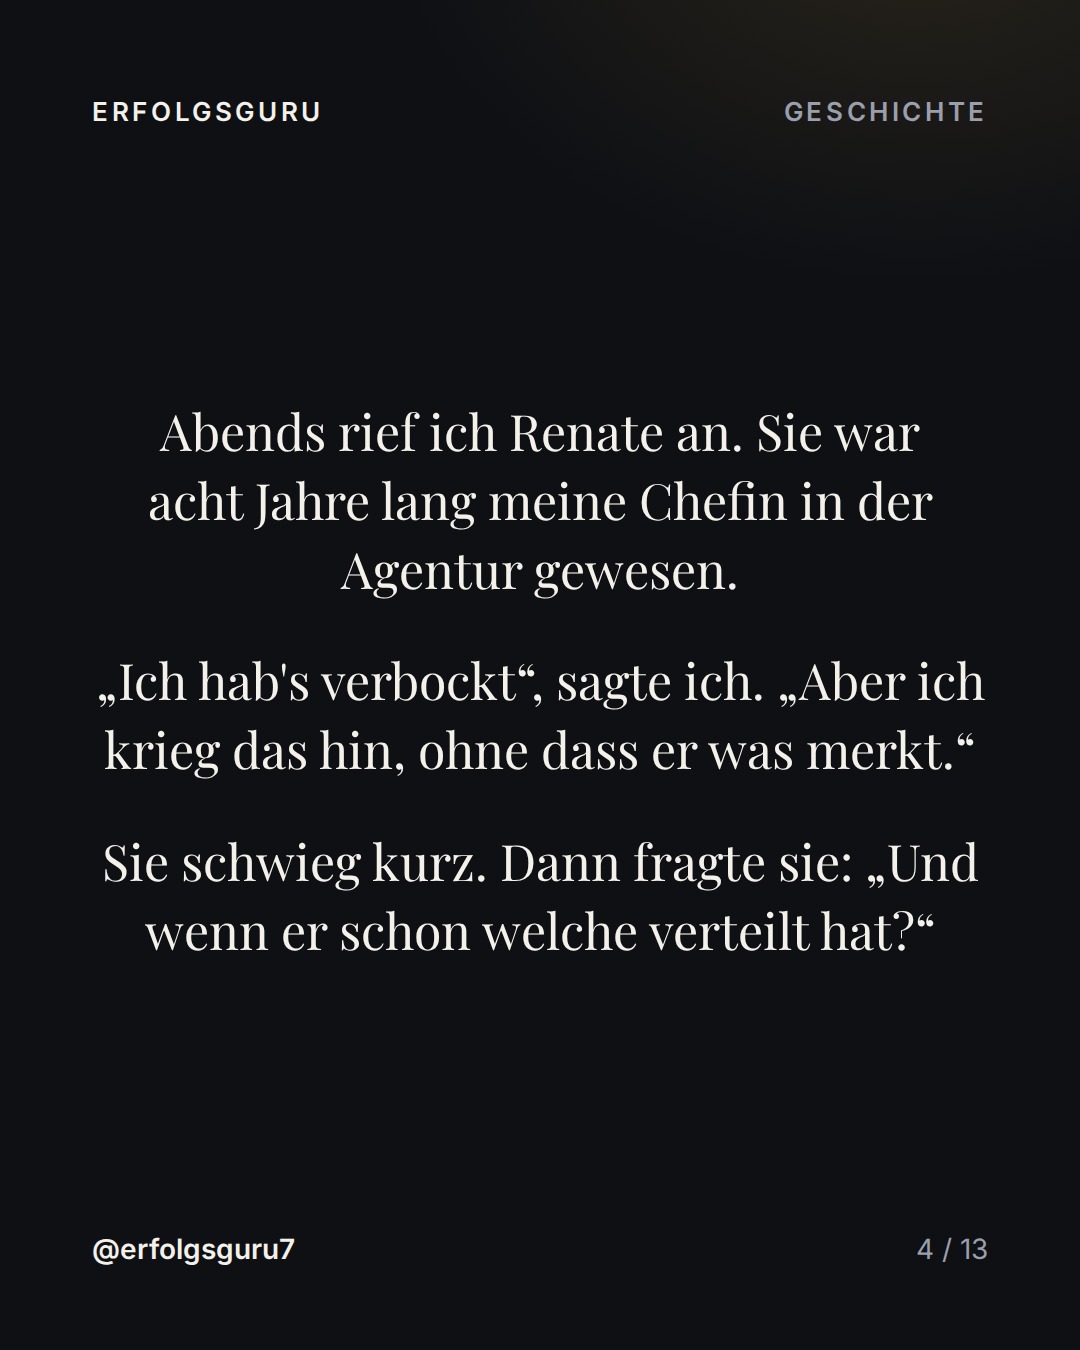 ERFOLGSGURU
GESCHICHTE
Abends rief ich Renate an. Sie war
acht Jahre lang meine Chefin in der
Agentur gewesen.
„Ich hab's verbockt“, sagte ich. „Aber ich
krieg das hin, ohne dass er was merkt.“
Sie schwieg kurz. Dann fragte sie: „Und
wenn er schon welche verteilt hat?“
@erfolgsguru7
4 / 13